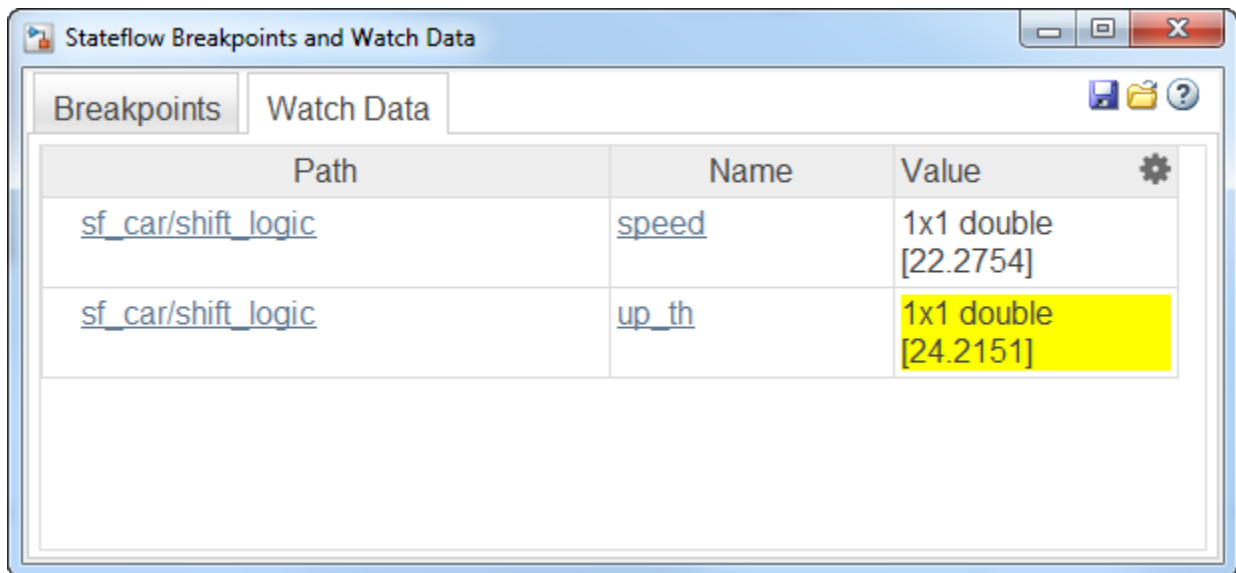 Stateflow Breakpoints and Watch Data
Breakpoints Watch Data
Path Name Value
sf_car/shift_logic speed 1x1 double
[22.2754]
sf_car/shift_logic up_th 1x1 double
[24.2151]